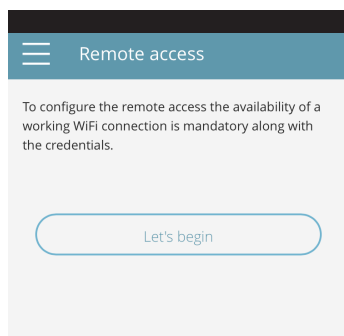 Remote access
To configure the remote access the availability of a
working WiFi connection is mandatory along with
the credentials.
Let's begin